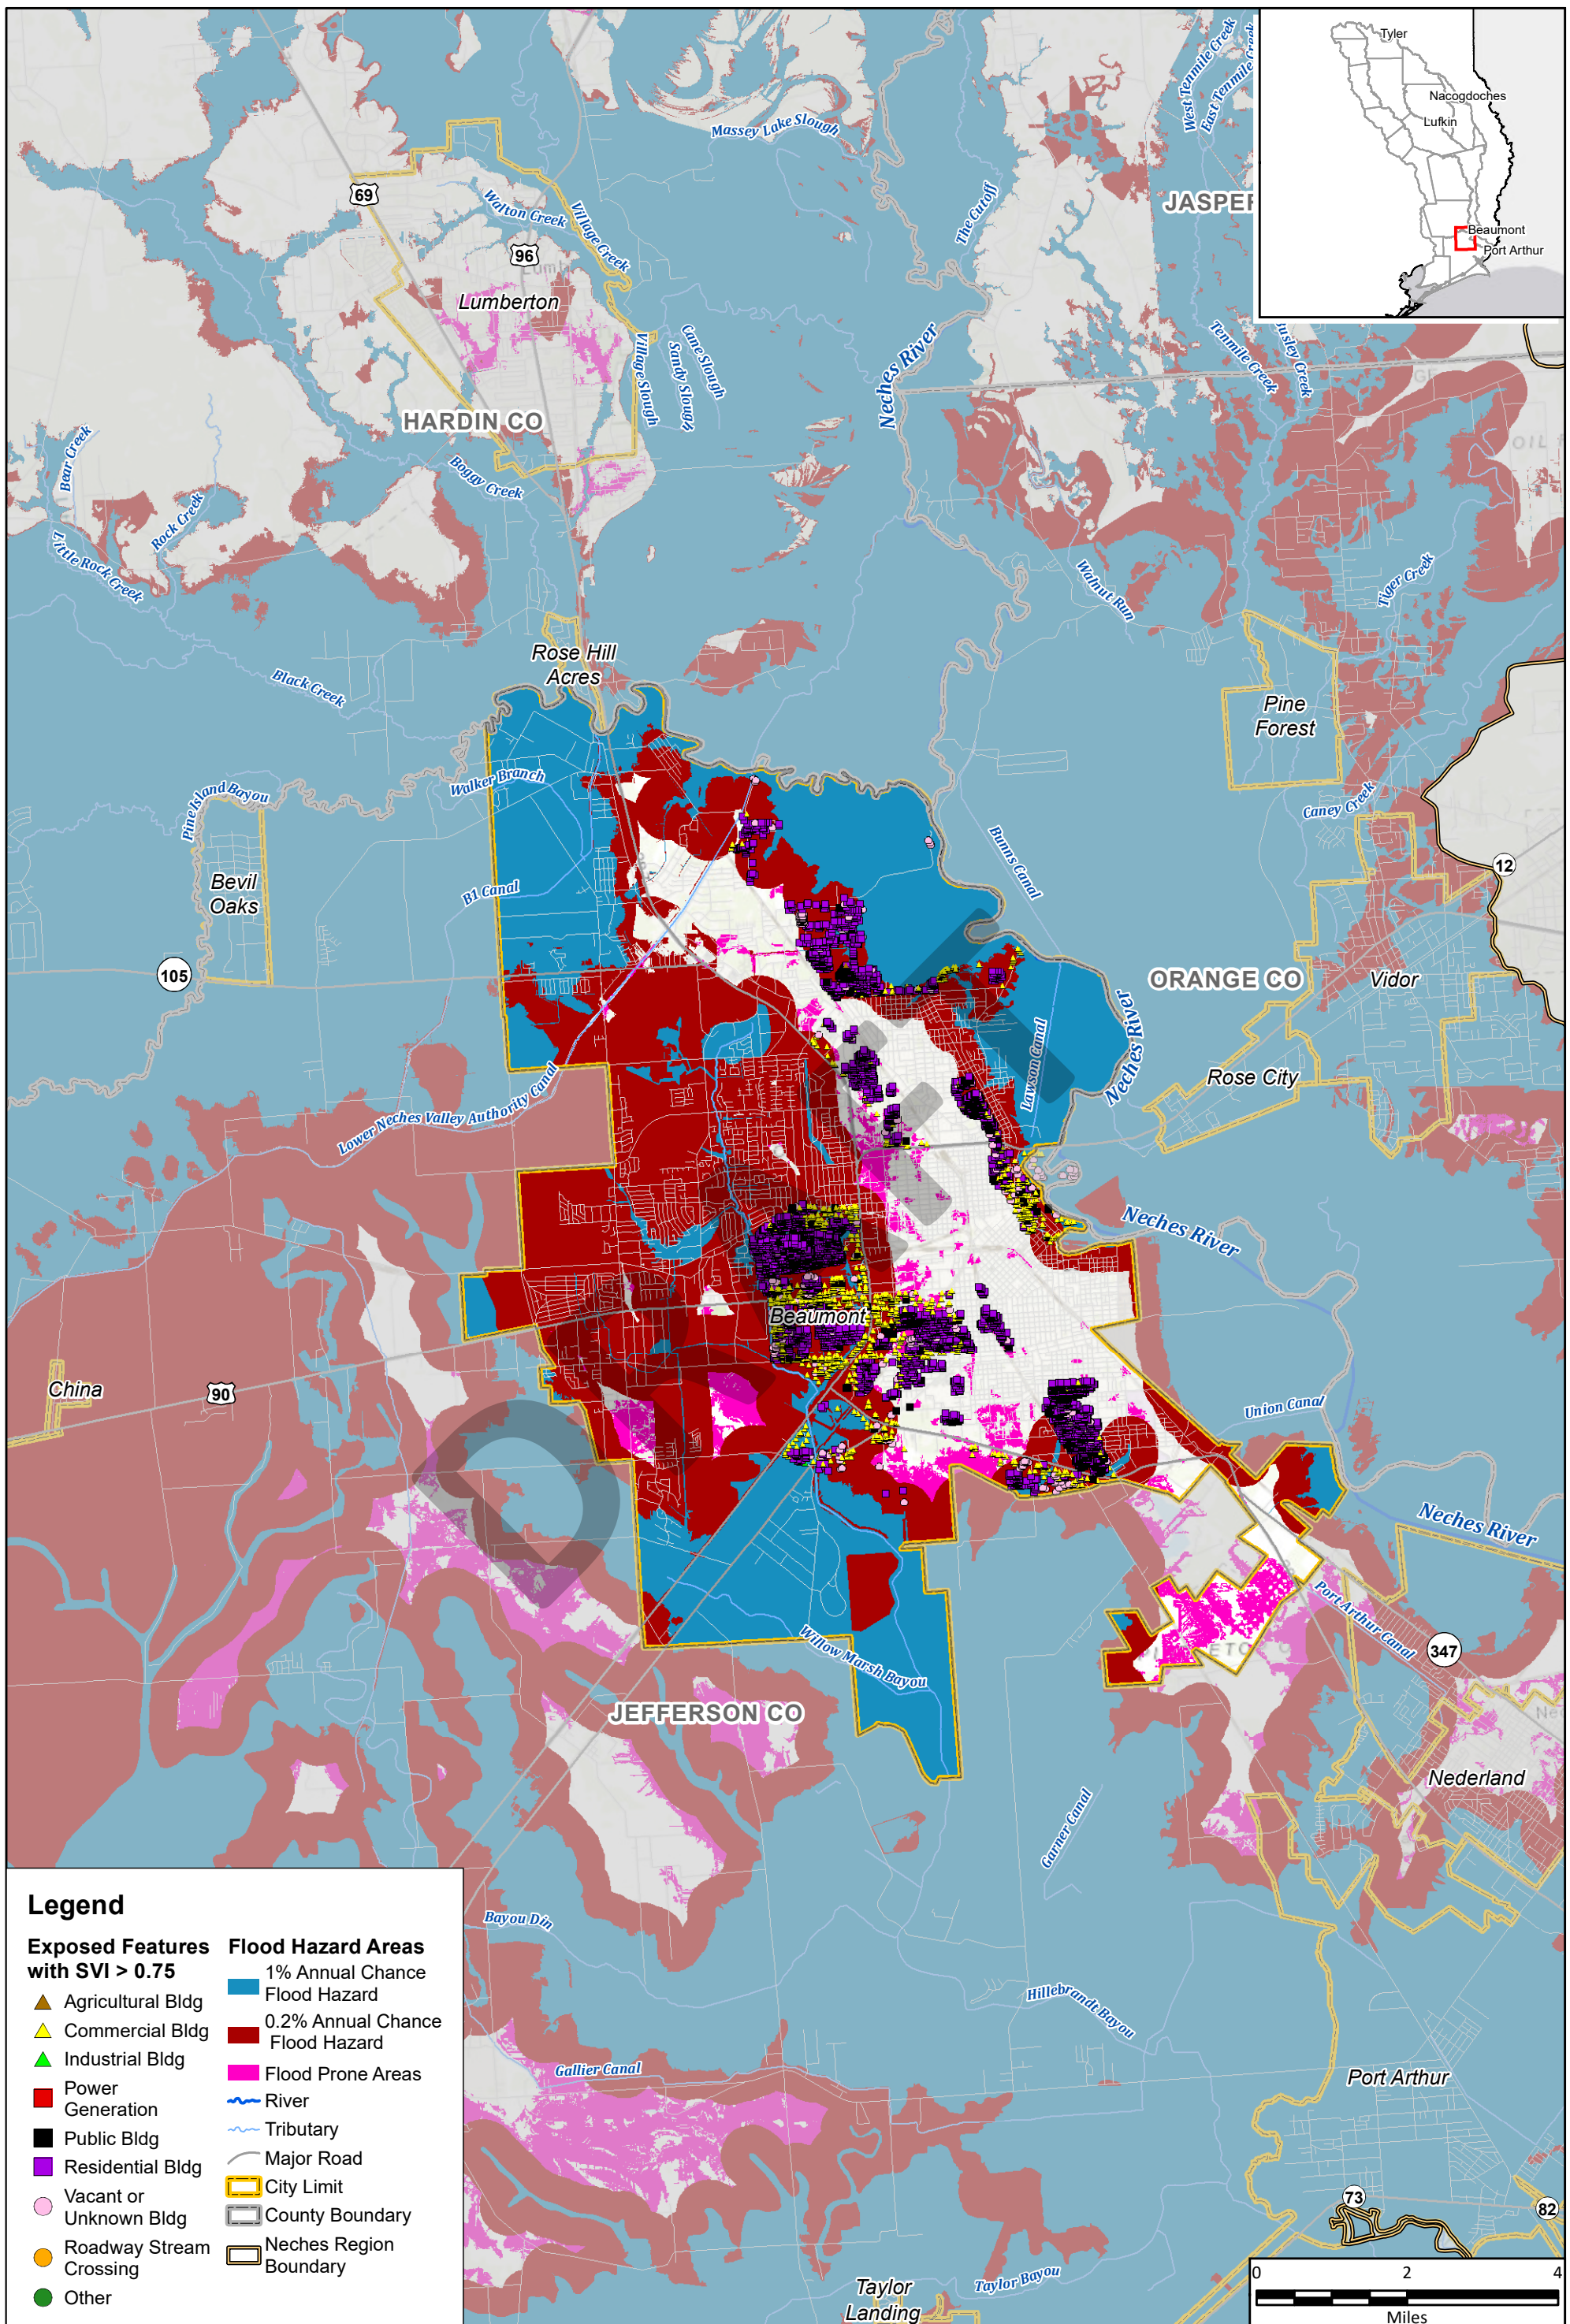 Tyler
Nacogdoches
Lufkin
Beaumont
Port Arthur
West Tenmile Creek
East Tenmile Creek
Massey Lake Slough
JASPER
69
Walton Creek
Village Creek
The Cutoff
96
Lumberton
Neches River
Tenmile Creek
Cane Slough
Sandy Slough
Village Slough
HARDIN CO
Bear Creek
Boggy Creek
Rock Creek
Little Rock Creek
Walnut Run
Tiger Creek
Rose Hill
Acres
Black Creek
Pine
Forest
Walker Branch
Pine Island Bayou
Caney Creek
Bunns Canal
12
Bevil
Oaks
B1 Canal
105
ORANGE CO
Vidor
Neches River
Lawson Canal
Rose City
Lower Neches Valley Authority Canal
Neches River
Beaumont
China
90
Union Canal
Neches River
Port Arthur Canal
347
Willow Marsh Bayou
JEFFERSON CO
Nederland
Garner Canal
Bayou Din
Hillebrandt Bayou
Gallier Canal
Port Arthur
73
82
Taylor
Landing
Taylor Bayou
DRAFT
Legend
Exposed Features
with SVI > 0.75
Agricultural Bldg
Commercial Bldg
Industrial Bldg
Power
Generation
Public Bldg
Residential Bldg
Vacant or
Unknown Bldg
Roadway Stream
Crossing
Other
Flood Hazard Areas
1% Annual Chance
Flood Hazard
0.2% Annual Chance
Flood Hazard
Flood Prone Areas
River
Tributary
Major Road
City Limit
County Boundary
Neches Region
Boundary
0 2 4
Miles